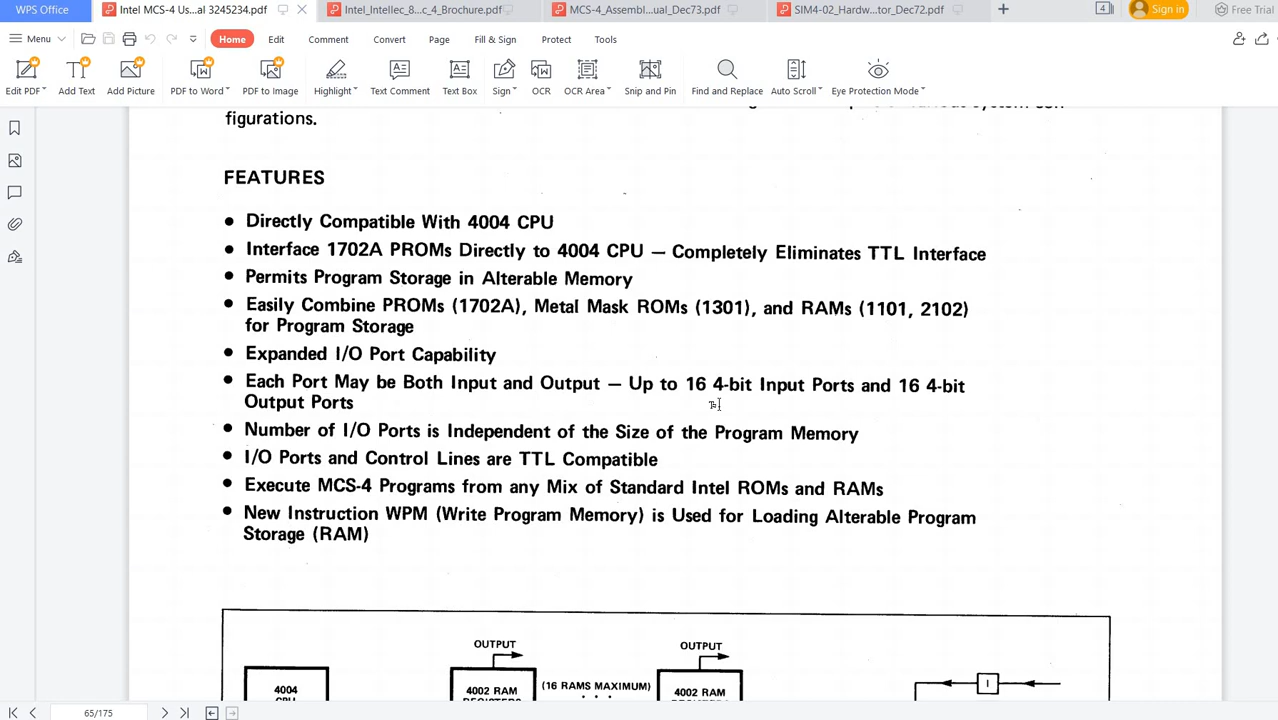 WPS Office
Intel MCS-4 Us...al 3245234.pdf
Intel_Intellec_8...c_4_Brochure.pdf
MCS-4_Assembl...ual_Dec73.pdf
SIM4-02_Hardw...tor_Dec72.pdf
4
Sign in
Free Trial
Menu
Home
Edit
Comment
Convert
Page
Fill & Sign
Protect
Tools
Edit PDF
Add Text
Add Picture
PDF to Word
PDF to Image
Highlight
Text Comment
Text Box
Sign
OCR
OCR Area
Snip and Pin
Find and Replace
Auto Scroll
Eye Protection Mode
figurations.
FEATURES
• Directly Compatible With 4004 CPU
• Interface 1702A PROMs Directly to 4004 CPU — Completely Eliminates TTL Interface
• Permits Program Storage in Alterable Memory
• Easily Combine PROMs (1702A), Metal Mask ROMs (1301), and RAMs (1101, 2102)
for Program Storage
• Expanded I/O Port Capability
• Each Port May be Both Input and Output — Up to 16 4-bit Input Ports and 16 4-bit
Output Ports
• Number of I/O Ports is Independent of the Size of the Program Memory
• I/O Ports and Control Lines are TTL Compatible
• Execute MCS-4 Programs from any Mix of Standard Intel ROMs and RAMs
• New Instruction WPM (Write Program Memory) is Used for Loading Alterable Program
Storage (RAM)
OUTPUT
OUTPUT
4004
4002 RAM
(16 RAMS MAXIMUM)
4002 RAM
I
65/175